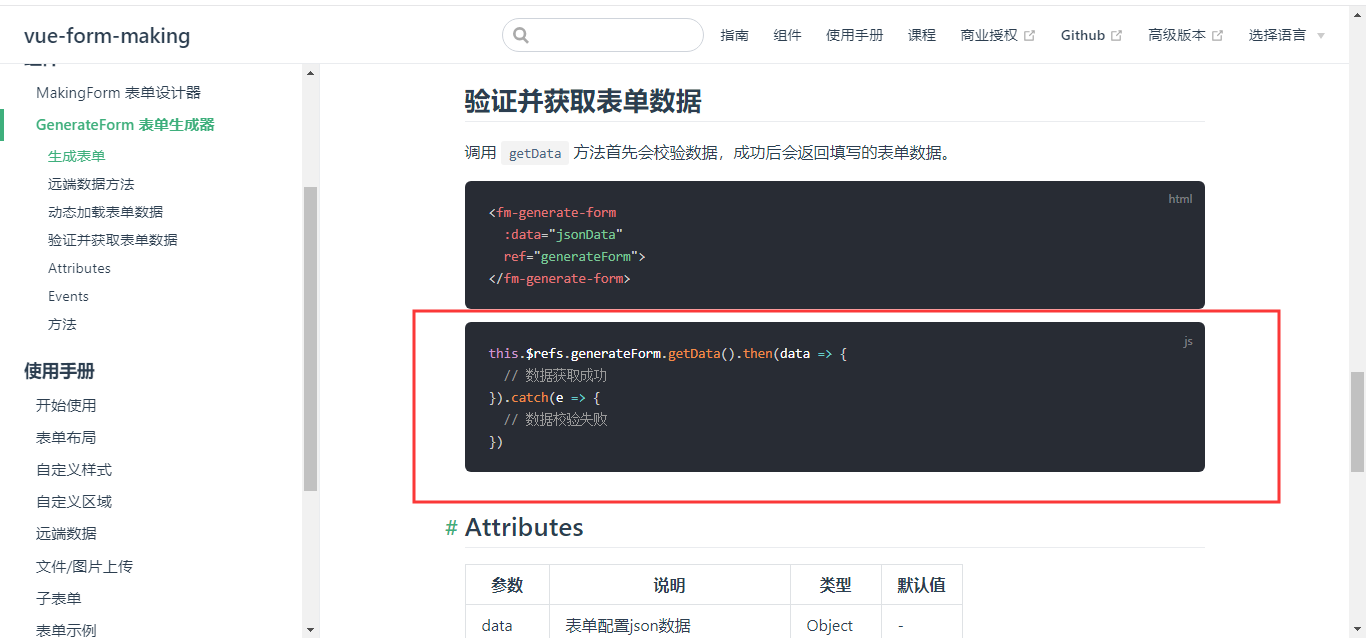 vue-form-making
指南 组件 使用手册 课程 商业授权 Github 高级版本 选择语言
MakingForm 表单设计器
GenerateForm 表单生成器
生成表单
远端数据方法
动态加载表单数据
验证并获取表单数据
Attributes
Events
方法
使用手册
开始使用
表单布局
自定义样式
自定义区域
远端数据
文件/图片上传
子表单
表单示例
验证并获取表单数据
调用 getData 方法首先会校验数据，成功后会返回填写的表单数据。
html
<fm-generate-form
:data="jsonData"
ref="generateForm">
</fm-generate-form>
js
this.$refs.generateForm.getData().then(data => {
// 数据获取成功
}).catch(e => {
// 数据校验失败
})
# Attributes
参数 说明 类型 默认值
data 表单配置json数据 Object -